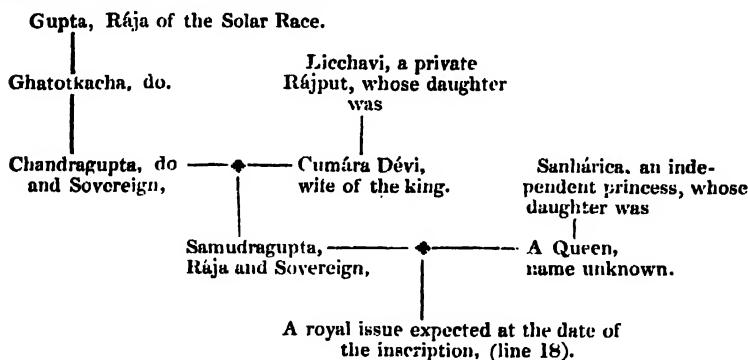 Gupta, Rája of the Solar Race.
Ghatotkacha, do.
Licchavi, a private
Rájput, whose daughter
was
Chandragupta, do
and Sovereign,
Cumára Dévi,
wife of the king.
Sanhárica, an inde-
pendent princess, whose
daughter was
Samudragupta,
Rája and Sovereign,
A Queen,
name unknown.
A royal issue expected at the date of
the inscription, (line 18).